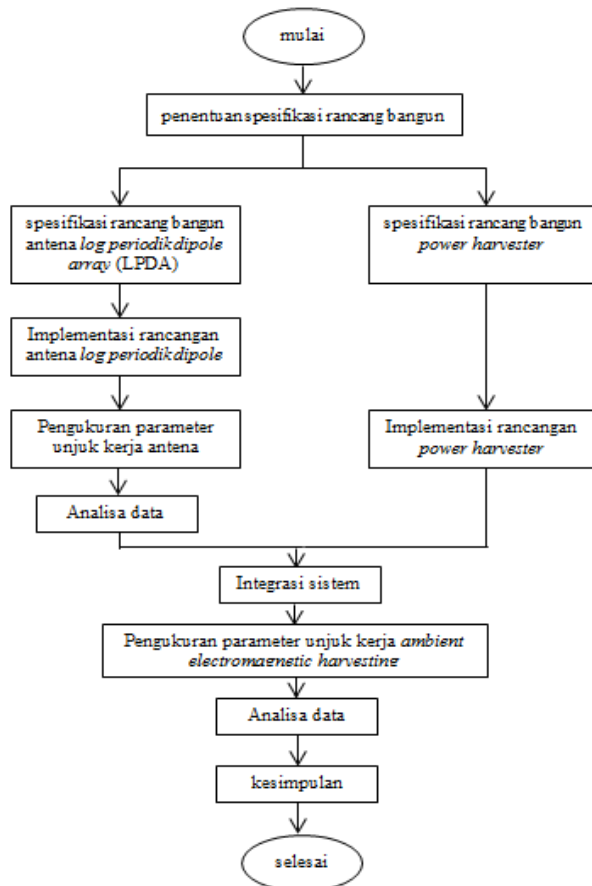 mulai
penentuan spesifikasi rancang bangun
spesifikasi rancang bangun
antena log periodik dipole
array (LPDA)
spesifikasi rancang bangun
power harvester
Implementasi rancangan
antena log periodik dipole
Pengukuran parameter
unjuk kerja antena
Implementasi rancangan
power harvester
Analisa data
Integrasi sistem
Pengukuran parameter unjuk kerja ambient
electromagnetic harvesting
Analisa data
kesimpulan
selesai